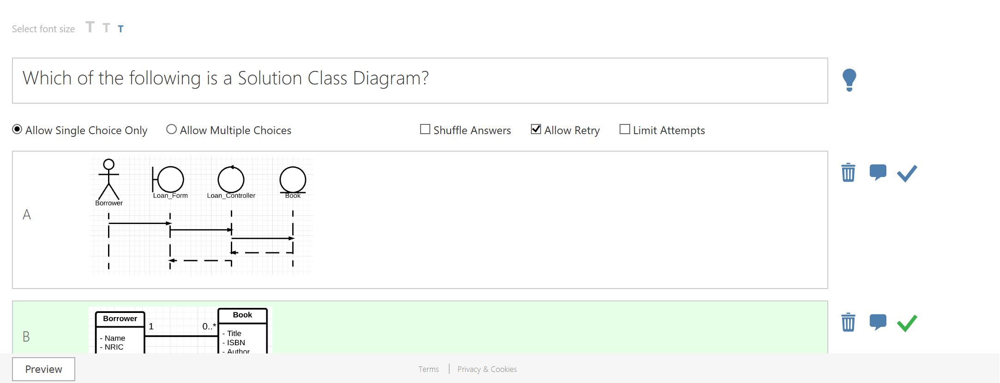 Select font size T T T
Which of the following is a Solution Class Diagram?
Allow Single Choice Only Allow Multiple Choices Shuffle Answers Allow Retry Limit Attempts
A
Loan_Form Loan_Controller Book
Borrower
B
Borrower 1 0..* Book
- Name
- NRIC
- Title
- ISBN
- Author
Preview Terms Privacy & Cookies